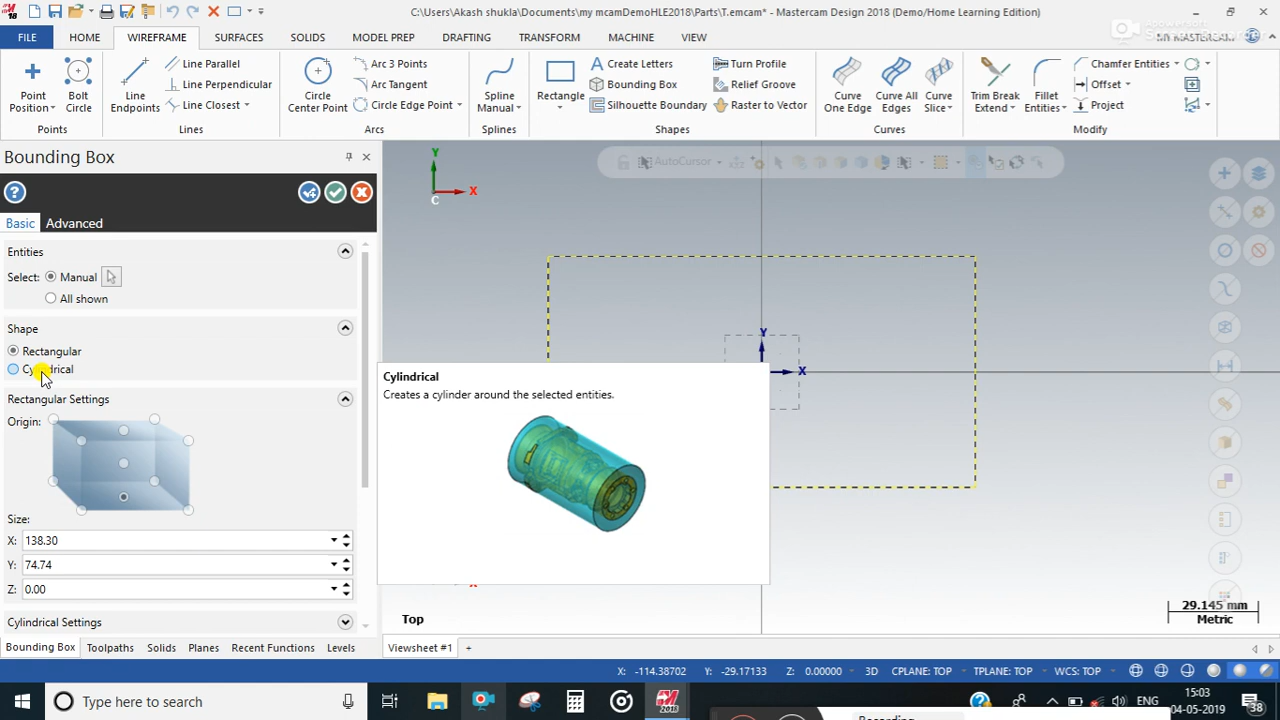 C:\Users\Akash shukla\Documents\my mcamDemoHLE2018\Parts\T.emcam* - Mastercam Design 2018 (Demo/Home Learning Edition)
FILE HOME WIREFRAME SURFACES SOLIDS MODEL PREP DRAFTING TRANSFORM MACHINE VIEW MY MASTERCAM
Point Position
Bolt Circle
Points
Line Endpoints
Line Parallel
Line Perpendicular
Line Closest
Lines
Circle Center Point
Arc 3 Points
Arc Tangent
Circle Edge Point
Arcs
Spline Manual
Splines
Rectangle
Create Letters
Bounding Box
Silhouette Boundary
Turn Profile
Relief Groove
Raster to Vector
Shapes
Curve One Edge
Curve All Edges
Curve Slice
Curves
Trim Break Extend
Fillet Entities
Chamfer Entities
Offset
Project
Modify
Bounding Box
Basic Advanced
Entities
Select: Manual
All shown
Shape
Rectangular
Cylindrical
Rectangular Settings
Origin:
Size:
X: 138.30
Y: 74.74
Z: 0.00
Cylindrical Settings
Bounding Box Toolpaths Solids Planes Recent Functions Levels
Y
X
C
AutoCursor
Y
X
Cylindrical
Creates a cylinder around the selected entities.
Top
29.145 mm
Metric
Viewsheet #1 +
X: -114.38702 Y: -29.17133 Z: 0.00000 3D CPLANE: TOP TPLANE: TOP WCS: TOP
Type here to search
ENG
15:03
04-05-2019
38